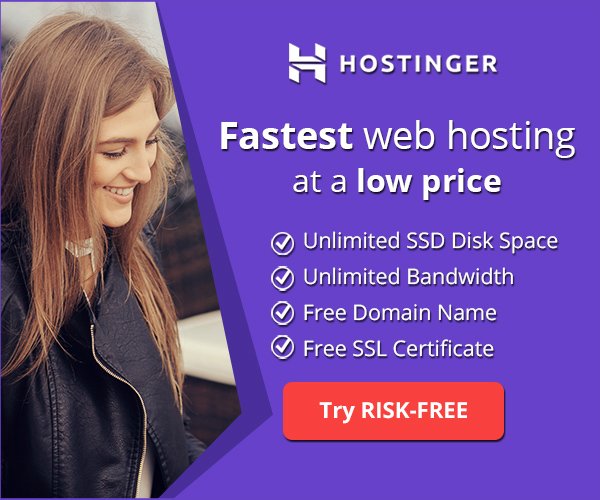 HOSTINGER
Fastest web hosting
at a low price
Unlimited SSD Disk Space
Unlimited Bandwidth
Free Domain Name
Free SSL Certificate
Try RISK-FREE